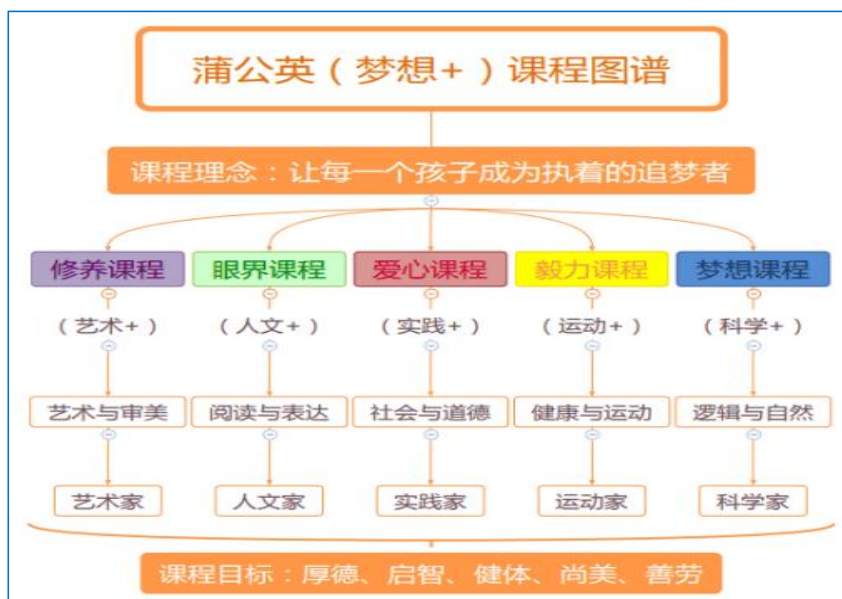 蒲公英（梦想+）课程图谱
课程理念：让每一个孩子成为执着的追梦者
修养课程 眼界课程 爱心课程 毅力课程 梦想课程
（艺术+） （人文+） （实践+） （运动+） （科学+）
艺术与审美 阅读与表达 社会与道德 健康与运动 逻辑与自然
艺术家 人文家 实践家 运动家 科学家
课程目标：厚德、启智、健体、尚美、善劳